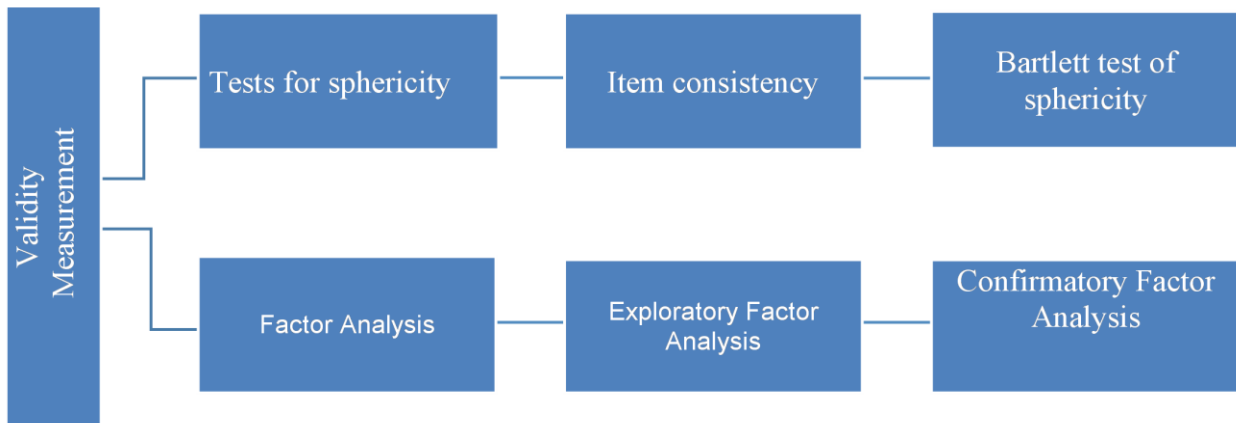 Validity
Measurement
Tests for sphericity
Item consistency
Bartlett test of
sphericity
Factor Analysis
Exploratory Factor
Analysis
Confirmatory Factor
Analysis